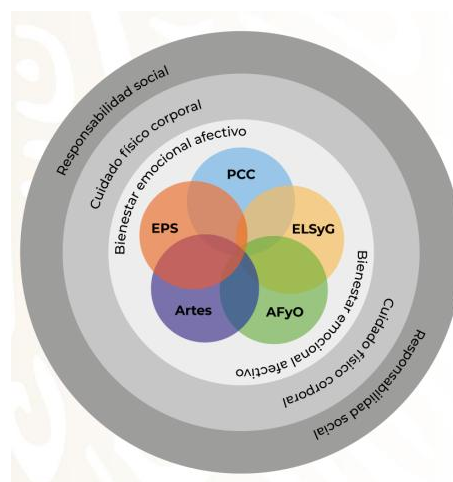 Responsabilidad social
Cuidado físico corporal
Bienestar emocional afectivo
PCC
EPS
ELSyG
Artes
AFyO
Bienestar emocional afectivo
Cuidado físico corporal
Responsabilidad social